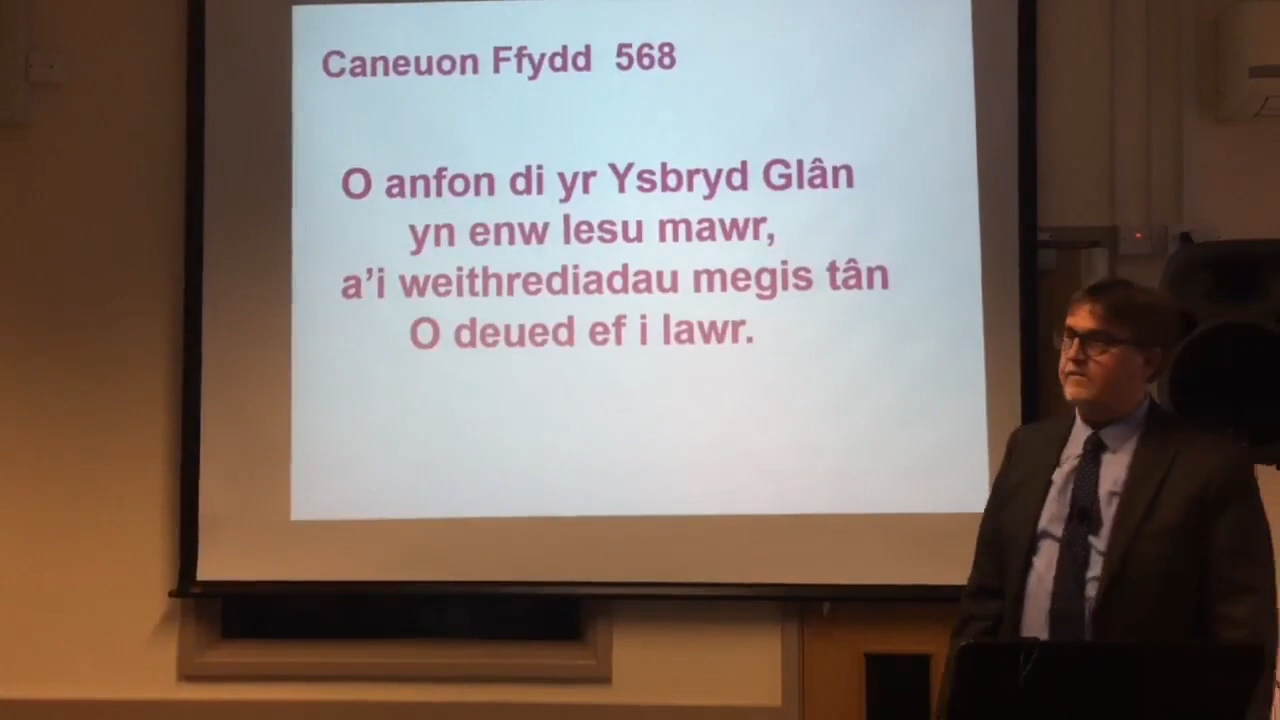 Caneuon Ffydd 568
O anfon di yr Ysbryd Glân
yn enw Iesu mawr,
a’i weithrediadau megis tân
O deued ef i lawr.